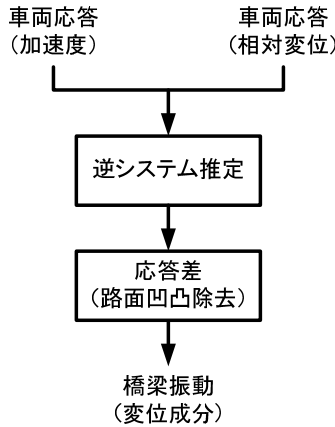 車両応答
(加速度)
車両応答
(相対変位)
逆システム推定
応答差
(路面凹凸除去)
橋梁振動
(変位成分)